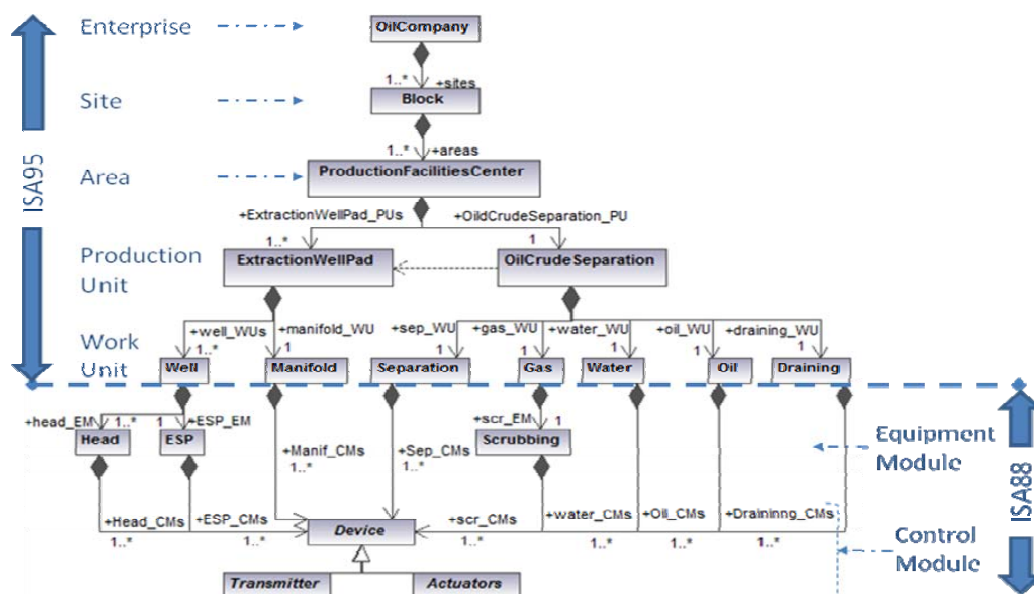 Enterprise
OilCompany
1..*
+sites
Site
Block
1..*
+areas
Area
ProductionFacilitiesCenter
+ExtractionWellPad_PUs
+OildCrudeSeparation_PU
1..*
1
Production
Unit
ExtractionWellPad
OilCrudeSeparation
+well_WUs
+manifold_WU
+sep_WU
+gas_WU
+water_WU
+oil_WU
+draining_WU
1..*
1
1
1
1
1
1
Work
Unit
Well
Manifold
Separation
Gas
Water
Oil
Draining
ISA95
+head_EM
1..*
1
+ESP_EM
+scr_EM
1
Head
ESP
Scrubbing
+Manif_CMs
1..*
+Sep_CMs
1..*
Equipment
Module
+Head_CMs
+ESP_CMs
+scr_CMs
+water_CMs
+Oil_CMs
+Draininng_CMs
1..*
1..*
1..*
1..*
1..*
1..*
Device
Control
Module
ISA88
Transmitter
Actuators